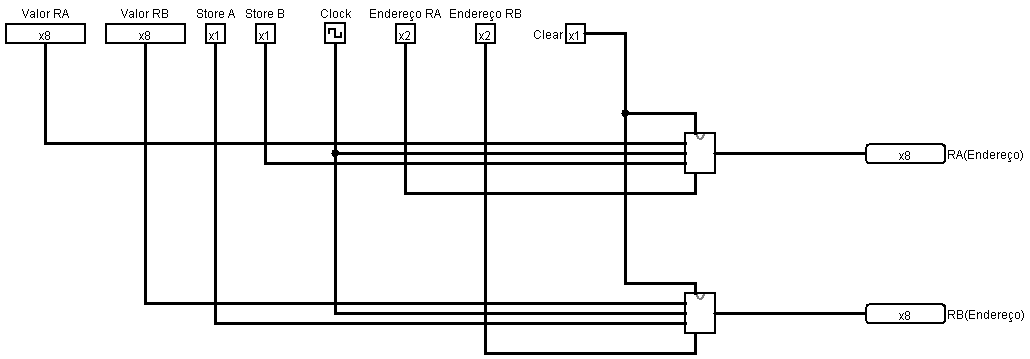 Valor RA Valor RB Store A Store B Clock Endereço RA Endereço RB
x8 x8 x1 x1 x2 x2 Clear x1
x8 RA(Endereço)
x8 RB(Endereço)